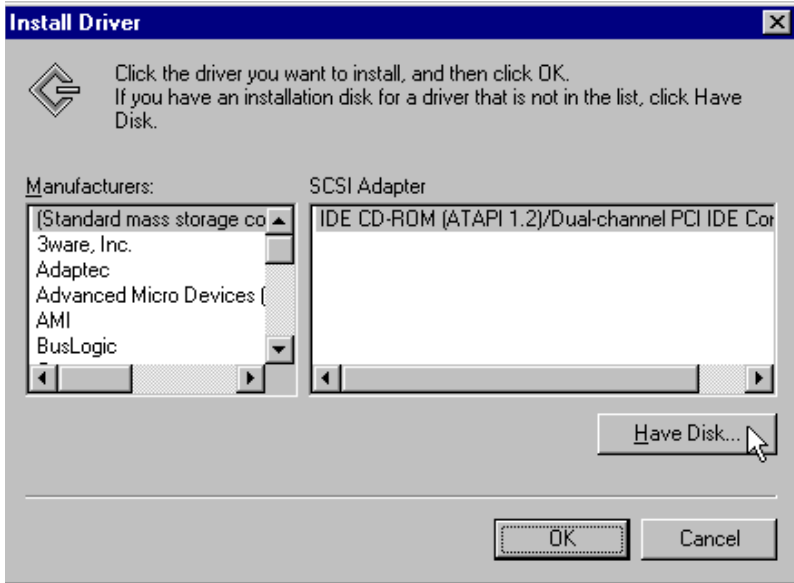 Install Driver
Click the driver you want to install, and then click OK.
If you have an installation disk for a driver that is not in the list, click Have
Disk.
Manufacturers:
SCSI Adapter
(Standard mass storage co
IDE CD-ROM (ATAPI 1.2)/Dual-channel PCI IDE Con
3ware, Inc.
Adaptec
Advanced Micro Devices (
AMI
BusLogic
Have Disk...
OK
Cancel